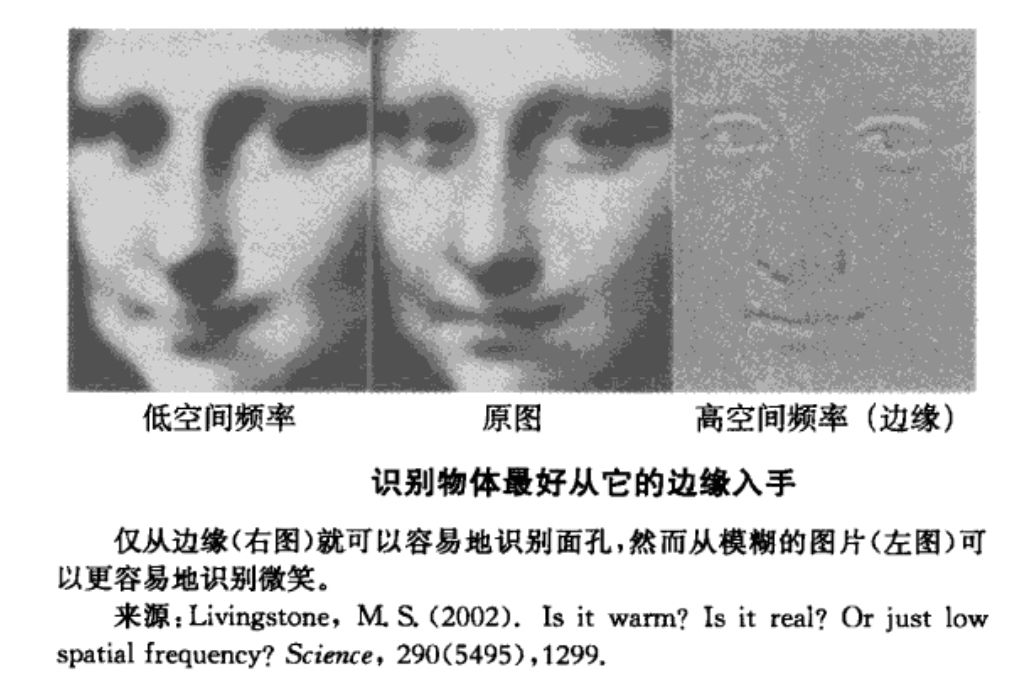 低空间频率
原图
高空间频率（边缘）
识别物体最好从它的边缘入手
仅从边缘(右图)就可以容易地识别面孔,然而从模糊的图片(左图)可
以更容易地识别微笑。
来源:Livingstone, M. S. (2002). Is it warm? Is it real? Or just low
spatial frequency? Science, 290(5495),1299.